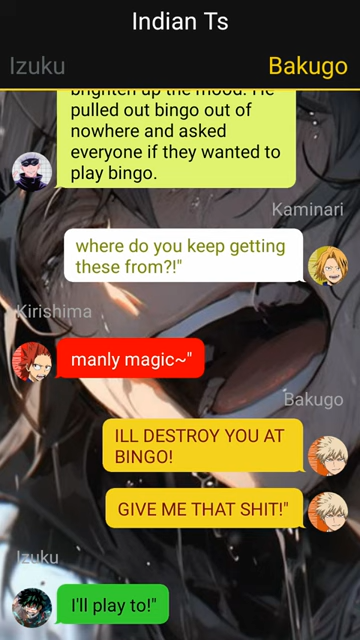 Indian Ts
Izuku
Bakugo
brighten up the mood. He
pulled out bingo out of
nowhere and asked
everyone if they wanted to
play bingo.
Kaminari
where do you keep getting
these from?!"
Kirishima
manly magic~"
Bakugo
ILL DESTROY YOU AT
BINGO!
GIVE ME THAT SHIT!"
Izuku
I'll play to!"